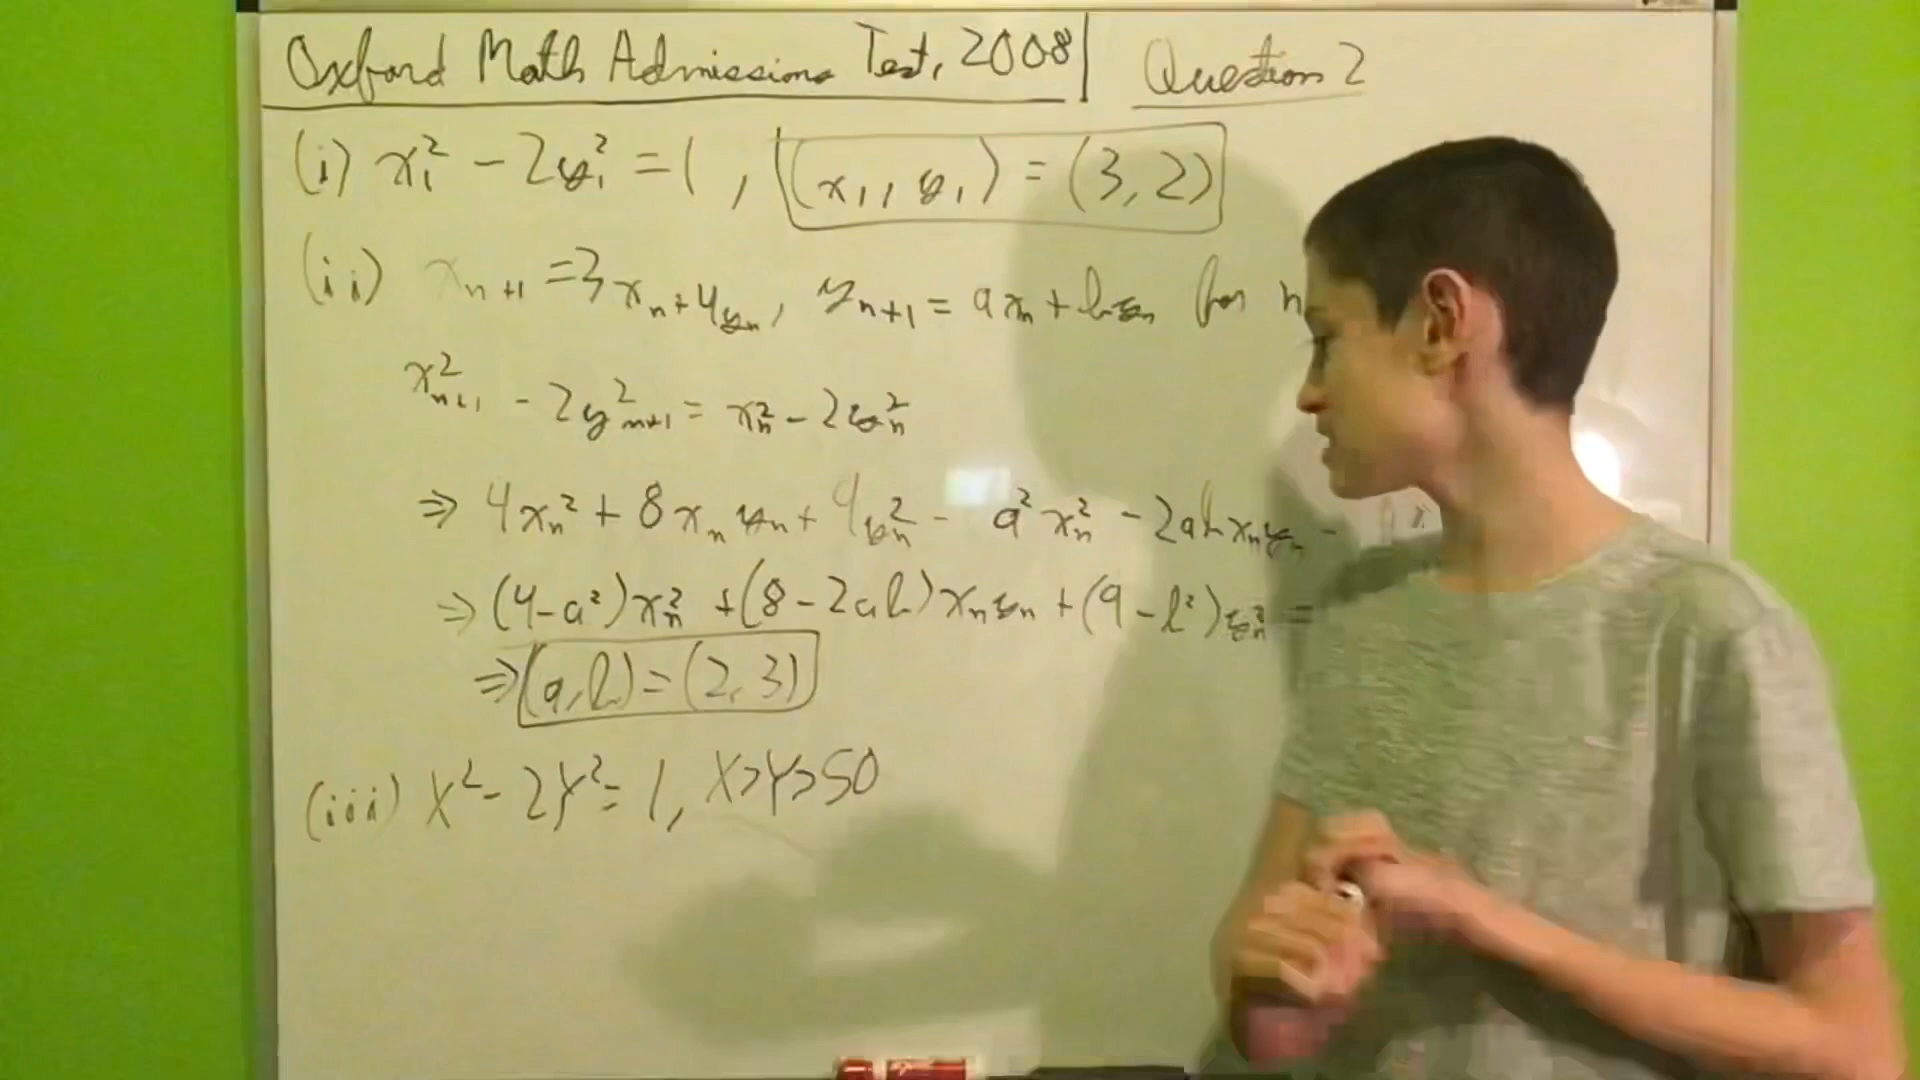 Oxford Math Admissions Test, 2008 | Question 2
(i) x₁² - 2y₁² = 1, (x₁, y₁) = (3, 2)
(ii) xₙ₊₁ = 3xₙ + 4yₙ, yₙ₊₁ = axₙ + byₙ for n
xₙ₊₁² - 2yₙ₊₁² = xₙ² - 2yₙ²
⇒ 4xₙ² + 8xₙyₙ + 9yₙ² - a²xₙ² - 2abxₙyₙ -
⇒ (4-a²)xₙ² + (8-2ab)xₙyₙ + (9-b²)yₙ² =
⇒ (a, b) = (2, 3)
(iii) X² - 2Y² = 1, X>Y>50